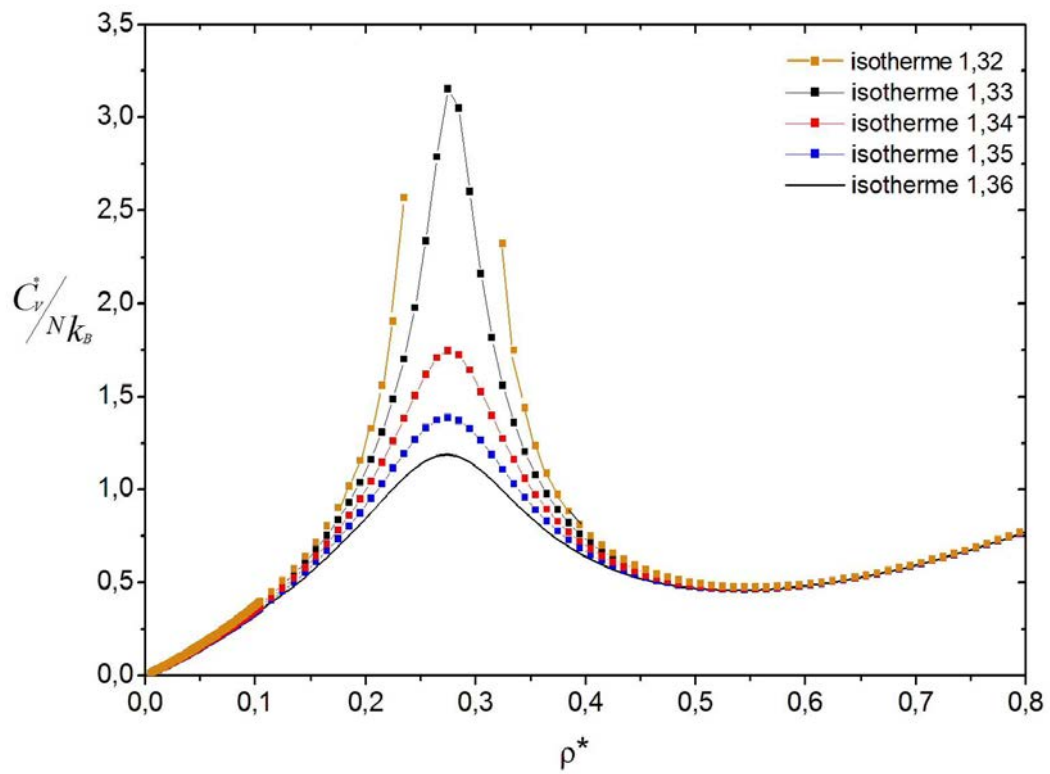 3,5
3,0
2,5
2,0
1,5
1,0
0,5
0,0
C*V/NkB
isotherme 1,32
isotherme 1,33
isotherme 1,34
isotherme 1,35
isotherme 1,36
0,0 0,1 0,2 0,3 0,4 0,5 0,6 0,7 0,8
ρ*